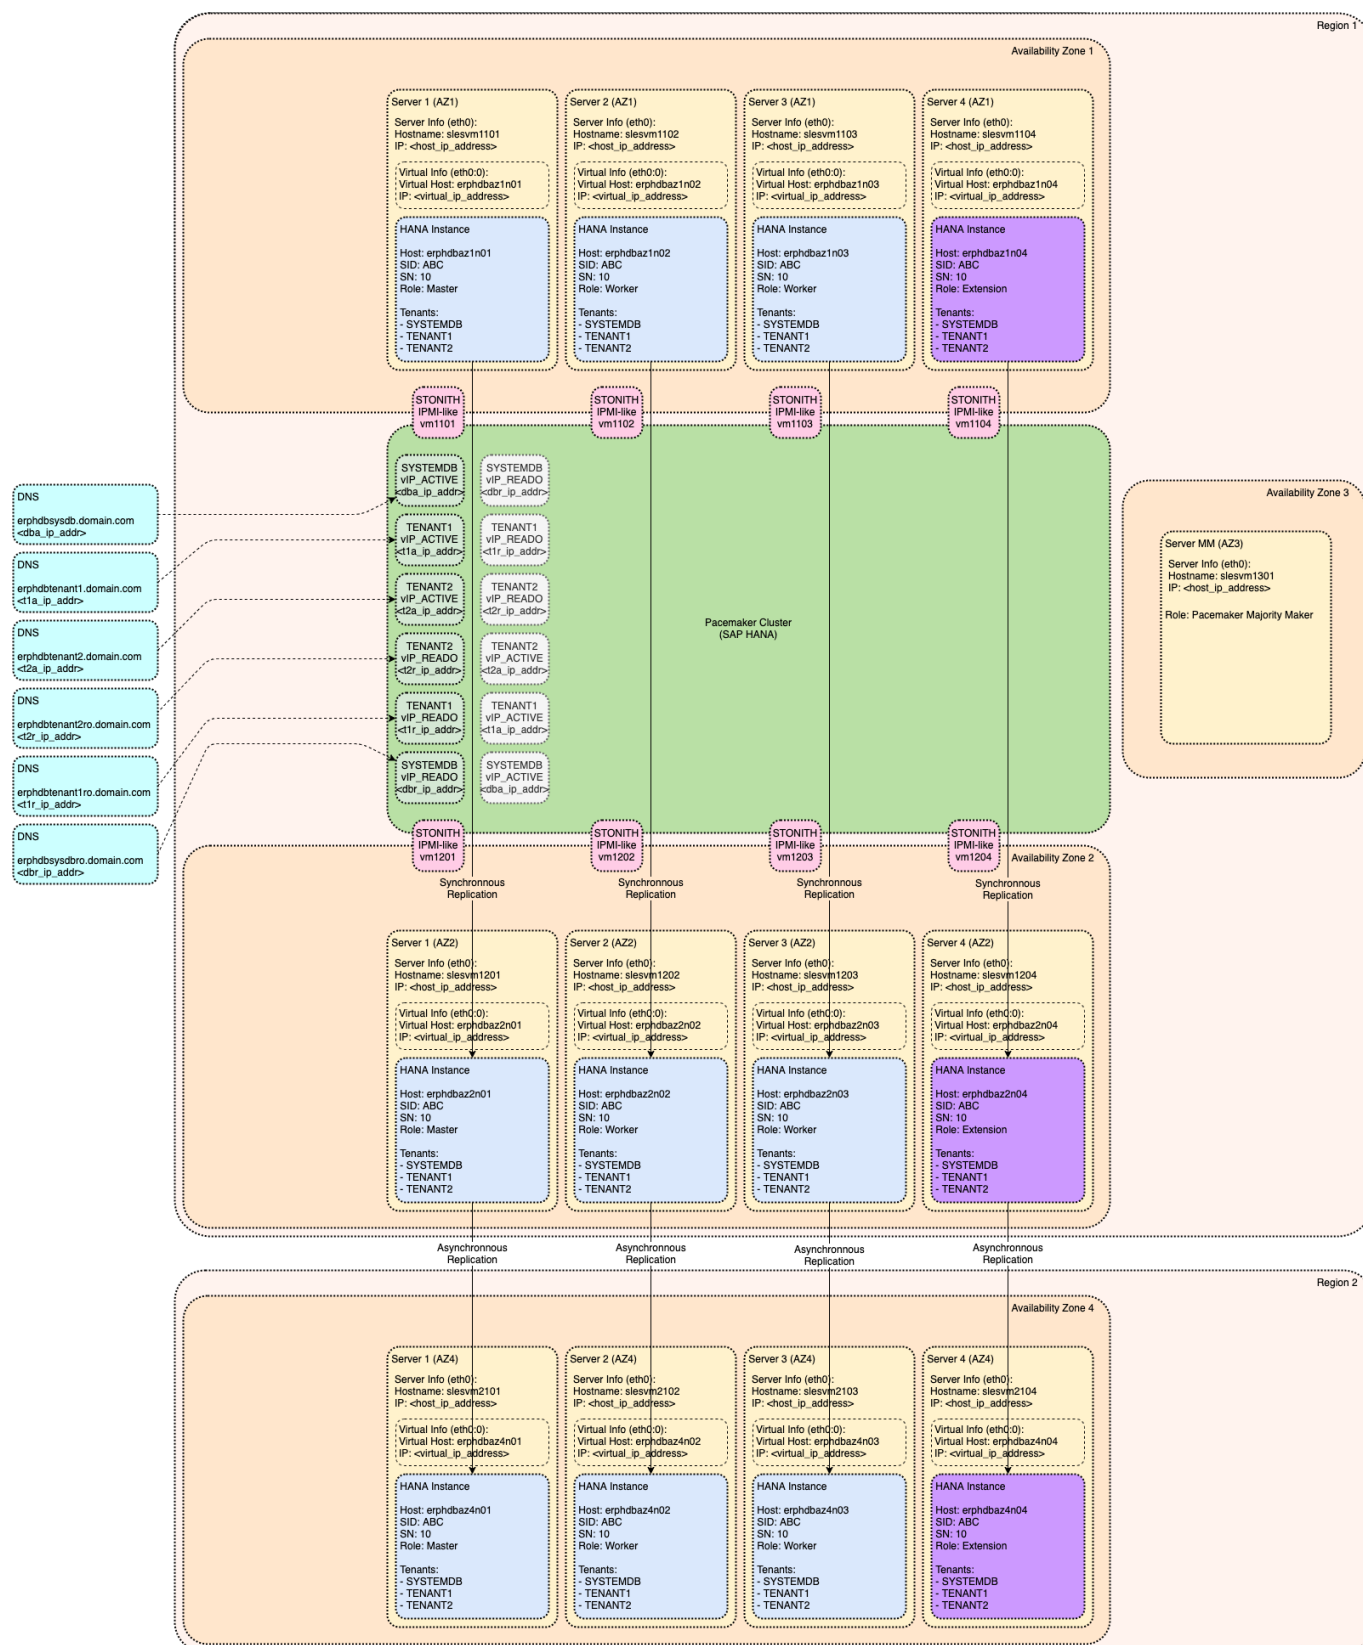 Region 1
Availability Zone 1
Server 1 (AZ1)
Server Info (eth0):
Hostname: slesvm1101
IP: <host_ip_address>
Virtual Info (eth0:0):
Virtual Host: erphdbaz1n01
IP: <virtual_ip_address>
HANA Instance
Host: erphdbaz1n01
SID: ABC
SN: 10
Role: Master
Tenants:
- SYSTEMDB
- TENANT1
- TENANT2
Server 2 (AZ1)
Server Info (eth0):
Hostname: slesvm1102
IP: <host_ip_address>
Virtual Info (eth0:0):
Virtual Host: erphdbaz1n02
IP: <virtual_ip_address>
HANA Instance
Host: erphdbaz1n02
SID: ABC
SN: 10
Role: Worker
Tenants:
- SYSTEMDB
- TENANT1
- TENANT2
Server 3 (AZ1)
Server Info (eth0):
Hostname: slesvm1103
IP: <host_ip_address>
Virtual Info (eth0:0):
Virtual Host: erphdbaz1n03
IP: <virtual_ip_address>
HANA Instance
Host: erphdbaz1n03
SID: ABC
SN: 10
Role: Worker
Tenants:
- SYSTEMDB
- TENANT1
- TENANT2
Server 4 (AZ1)
Server Info (eth0):
Hostname: slesvm1104
IP: <host_ip_address>
Virtual Info (eth0:0):
Virtual Host: erphdbaz1n04
IP: <virtual_ip_address>
HANA Instance
Host: erphdbaz1n04
SID: ABC
SN: 10
Role: Extension
Tenants:
- SYSTEMDB
- TENANT1
- TENANT2
STONITH
IPMI-like
vm1101
STONITH
IPMI-like
vm1102
STONITH
IPMI-like
vm1103
STONITH
IPMI-like
vm1104
DNS
erphdbsysdb.domain.com
<dba_ip_addr>
DNS
erphdbtenant1.domain.com
<t1a_ip_addr>
DNS
erphdbtenant2.domain.com
<t2a_ip_addr>
DNS
erphdbtenant2ro.domain.com
<t2r_ip_addr>
DNS
erphdbtenant1ro.domain.com
<t1r_ip_addr>
DNS
erphdbsysdbro.domain.com
<dbr_ip_addr>
SYSTEMDB
vIP_ACTIVE
<dba_ip_addr>
SYSTEMDB
vIP_READO
<dbr_ip_addr>
TENANT1
vIP_ACTIVE
<t1a_ip_addr>
TENANT1
vIP_READO
<t1r_ip_addr>
TENANT2
vIP_ACTIVE
<t2a_ip_addr>
TENANT2
vIP_READO
<t2r_ip_addr>
TENANT2
vIP_READO
<t2r_ip_addr>
TENANT2
vIP_ACTIVE
<t2a_ip_addr>
TENANT1
vIP_READO
<t1r_ip_addr>
TENANT1
vIP_ACTIVE
<t1a_ip_addr>
SYSTEMDB
vIP_READO
<dbr_ip_addr>
SYSTEMDB
vIP_ACTIVE
<dba_ip_addr>
Pacemaker Cluster
(SAP HANA)
Availability Zone 3
Server MM (AZ3)
Server Info (eth0):
Hostname: slesvm1301
IP: <host_ip_address>
Role: Pacemaker Majority Maker
STONITH
IPMI-like
vm1201
STONITH
IPMI-like
vm1202
STONITH
IPMI-like
vm1203
STONITH
IPMI-like
vm1204
Availability Zone 2
Synchronnous
Replication
Synchronnous
Replication
Synchronnous
Replication
Synchronnous
Replication
Server 1 (AZ2)
Server Info (eth0):
Hostname: slesvm1201
IP: <host_ip_address>
Virtual Info (eth0:0):
Virtual Host: erphdbaz2n01
IP: <virtual_ip_address>
HANA Instance
Host: erphdbaz2n01
SID: ABC
SN: 10
Role: Master
Tenants:
- SYSTEMDB
- TENANT1
- TENANT2
Server 2 (AZ2)
Server Info (eth0):
Hostname: slesvm1202
IP: <host_ip_address>
Virtual Info (eth0:0):
Virtual Host: erphdbaz2n02
IP: <virtual_ip_address>
HANA Instance
Host: erphdbaz2n02
SID: ABC
SN: 10
Role: Worker
Tenants:
- SYSTEMDB
- TENANT1
- TENANT2
Server 3 (AZ2)
Server Info (eth0):
Hostname: slesvm1203
IP: <host_ip_address>
Virtual Info (eth0:0):
Virtual Host: erphdbaz2n03
IP: <virtual_ip_address>
HANA Instance
Host: erphdbaz2n03
SID: ABC
SN: 10
Role: Worker
Tenants:
- SYSTEMDB
- TENANT1
- TENANT2
Server 4 (AZ2)
Server Info (eth0):
Hostname: slesvm1204
IP: <host_ip_address>
Virtual Info (eth0:0):
Virtual Host: erphdbaz2n04
IP: <virtual_ip_address>
HANA Instance
Host: erphdbaz2n04
SID: ABC
SN: 10
Role: Extension
Tenants:
- SYSTEMDB
- TENANT1
- TENANT2
Asynchronnous
Replication
Asynchronnous
Replication
Asynchronnous
Replication
Asynchronnous
Replication
Region 2
Availability Zone 4
Server 1 (AZ4)
Server Info (eth0):
Hostname: slesvm2101
IP: <host_ip_address>
Virtual Info (eth0:0):
Virtual Host: erphdbaz4n01
IP: <virtual_ip_address>
HANA Instance
Host: erphdbaz4n01
SID: ABC
SN: 10
Role: Master
Tenants:
- SYSTEMDB
- TENANT1
- TENANT2
Server 2 (AZ4)
Server Info (eth0):
Hostname: slesvm2102
IP: <host_ip_address>
Virtual Info (eth0:0):
Virtual Host: erphdbaz4n02
IP: <virtual_ip_address>
HANA Instance
Host: erphdbaz4n02
SID: ABC
SN: 10
Role: Worker
Tenants:
- SYSTEMDB
- TENANT1
- TENANT2
Server 3 (AZ4)
Server Info (eth0):
Hostname: slesvm2103
IP: <host_ip_address>
Virtual Info (eth0:0):
Virtual Host: erphdbaz4n03
IP: <virtual_ip_address>
HANA Instance
Host: erphdbaz4n03
SID: ABC
SN: 10
Role: Worker
Tenants:
- SYSTEMDB
- TENANT1
- TENANT2
Server 4 (AZ4)
Server Info (eth0):
Hostname: slesvm2104
IP: <host_ip_address>
Virtual Info (eth0:0):
Virtual Host: erphdbaz4n04
IP: <virtual_ip_address>
HANA Instance
Host: erphdbaz4n04
SID: ABC
SN: 10
Role: Extension
Tenants:
- SYSTEMDB
- TENANT1
- TENANT2